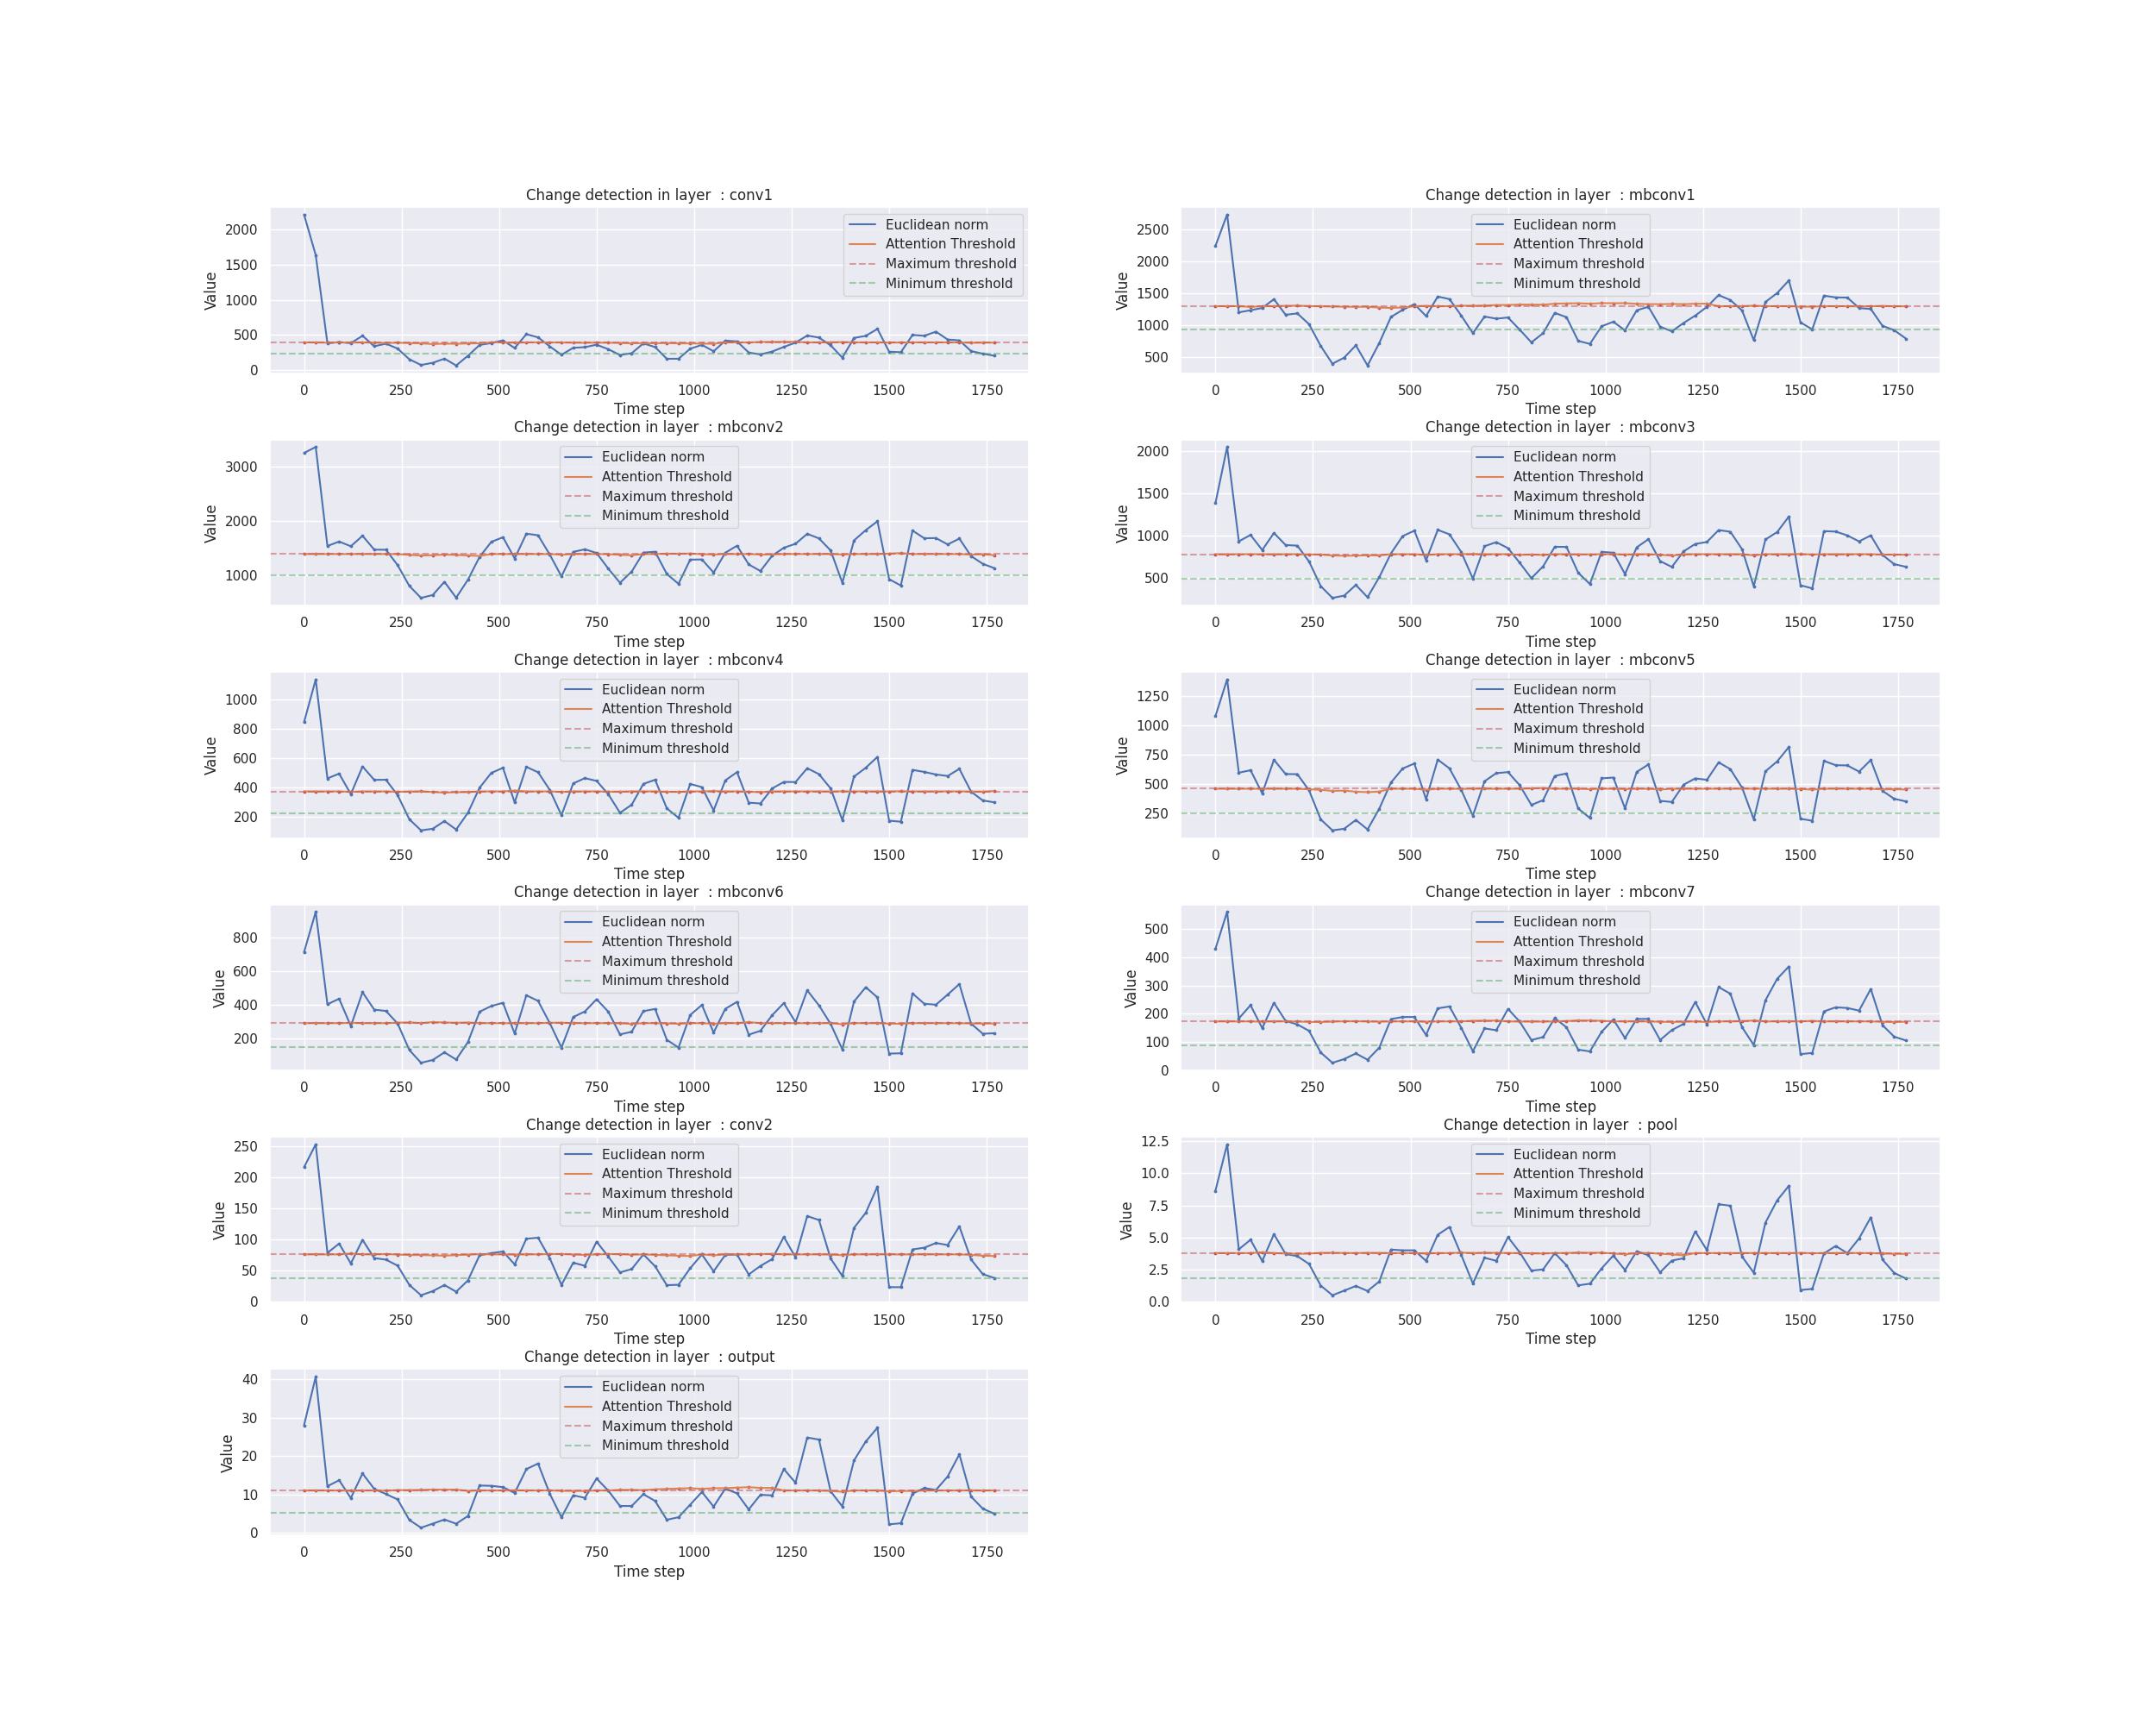 Change detection in layer : conv1
Value
2000
1500
1000
500
0
Euclidean norm
Attention Threshold
Maximum threshold
Minimum threshold
0 250 500 750 1000 1250 1500 1750
Time step
Change detection in layer : mbconv1
Value
2500
2000
1500
1000
500
Euclidean norm
Attention Threshold
Maximum threshold
Minimum threshold
0 250 500 750 1000 1250 1500 1750
Time step
Change detection in layer : mbconv2
Value
3000
2000
1000
Euclidean norm
Attention Threshold
Maximum threshold
Minimum threshold
0 250 500 750 1000 1250 1500 1750
Time step
Change detection in layer : mbconv3
Value
2000
1500
1000
500
Euclidean norm
Attention Threshold
Maximum threshold
Minimum threshold
0 250 500 750 1000 1250 1500 1750
Time step
Change detection in layer : mbconv4
Value
1000
800
600
400
200
Euclidean norm
Attention Threshold
Maximum threshold
Minimum threshold
0 250 500 750 1000 1250 1500 1750
Time step
Change detection in layer : mbconv5
Value
1250
1000
750
500
250
Euclidean norm
Attention Threshold
Maximum threshold
Minimum threshold
0 250 500 750 1000 1250 1500 1750
Time step
Change detection in layer : mbconv6
Value
800
600
400
200
Euclidean norm
Attention Threshold
Maximum threshold
Minimum threshold
0 250 500 750 1000 1250 1500 1750
Time step
Change detection in layer : mbconv7
Value
500
400
300
200
100
0
Euclidean norm
Attention Threshold
Maximum threshold
Minimum threshold
0 250 500 750 1000 1250 1500 1750
Time step
Change detection in layer : conv2
Value
250
200
150
100
50
0
Euclidean norm
Attention Threshold
Maximum threshold
Minimum threshold
0 250 500 750 1000 1250 1500 1750
Time step
Change detection in layer : pool
Value
12.5
10.0
7.5
5.0
2.5
0.0
Euclidean norm
Attention Threshold
Maximum threshold
Minimum threshold
0 250 500 750 1000 1250 1500 1750
Time step
Change detection in layer : output
Value
40
30
20
10
0
Euclidean norm
Attention Threshold
Maximum threshold
Minimum threshold
0 250 500 750 1000 1250 1500 1750
Time step